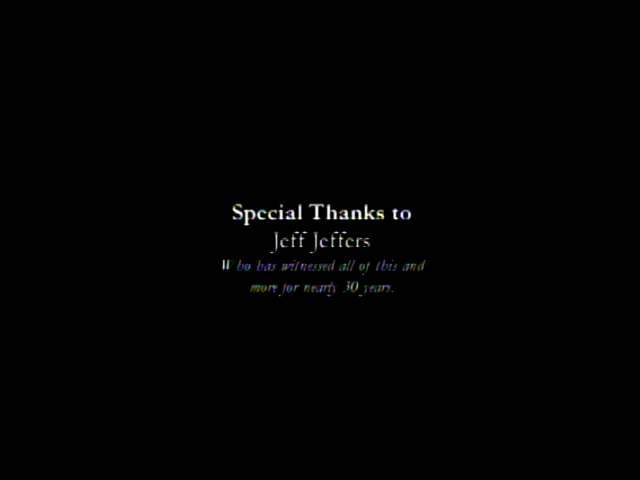 Special Thanks to
Jeff Jeffers
Who has witnessed all of this and
more for nearly 30 years.